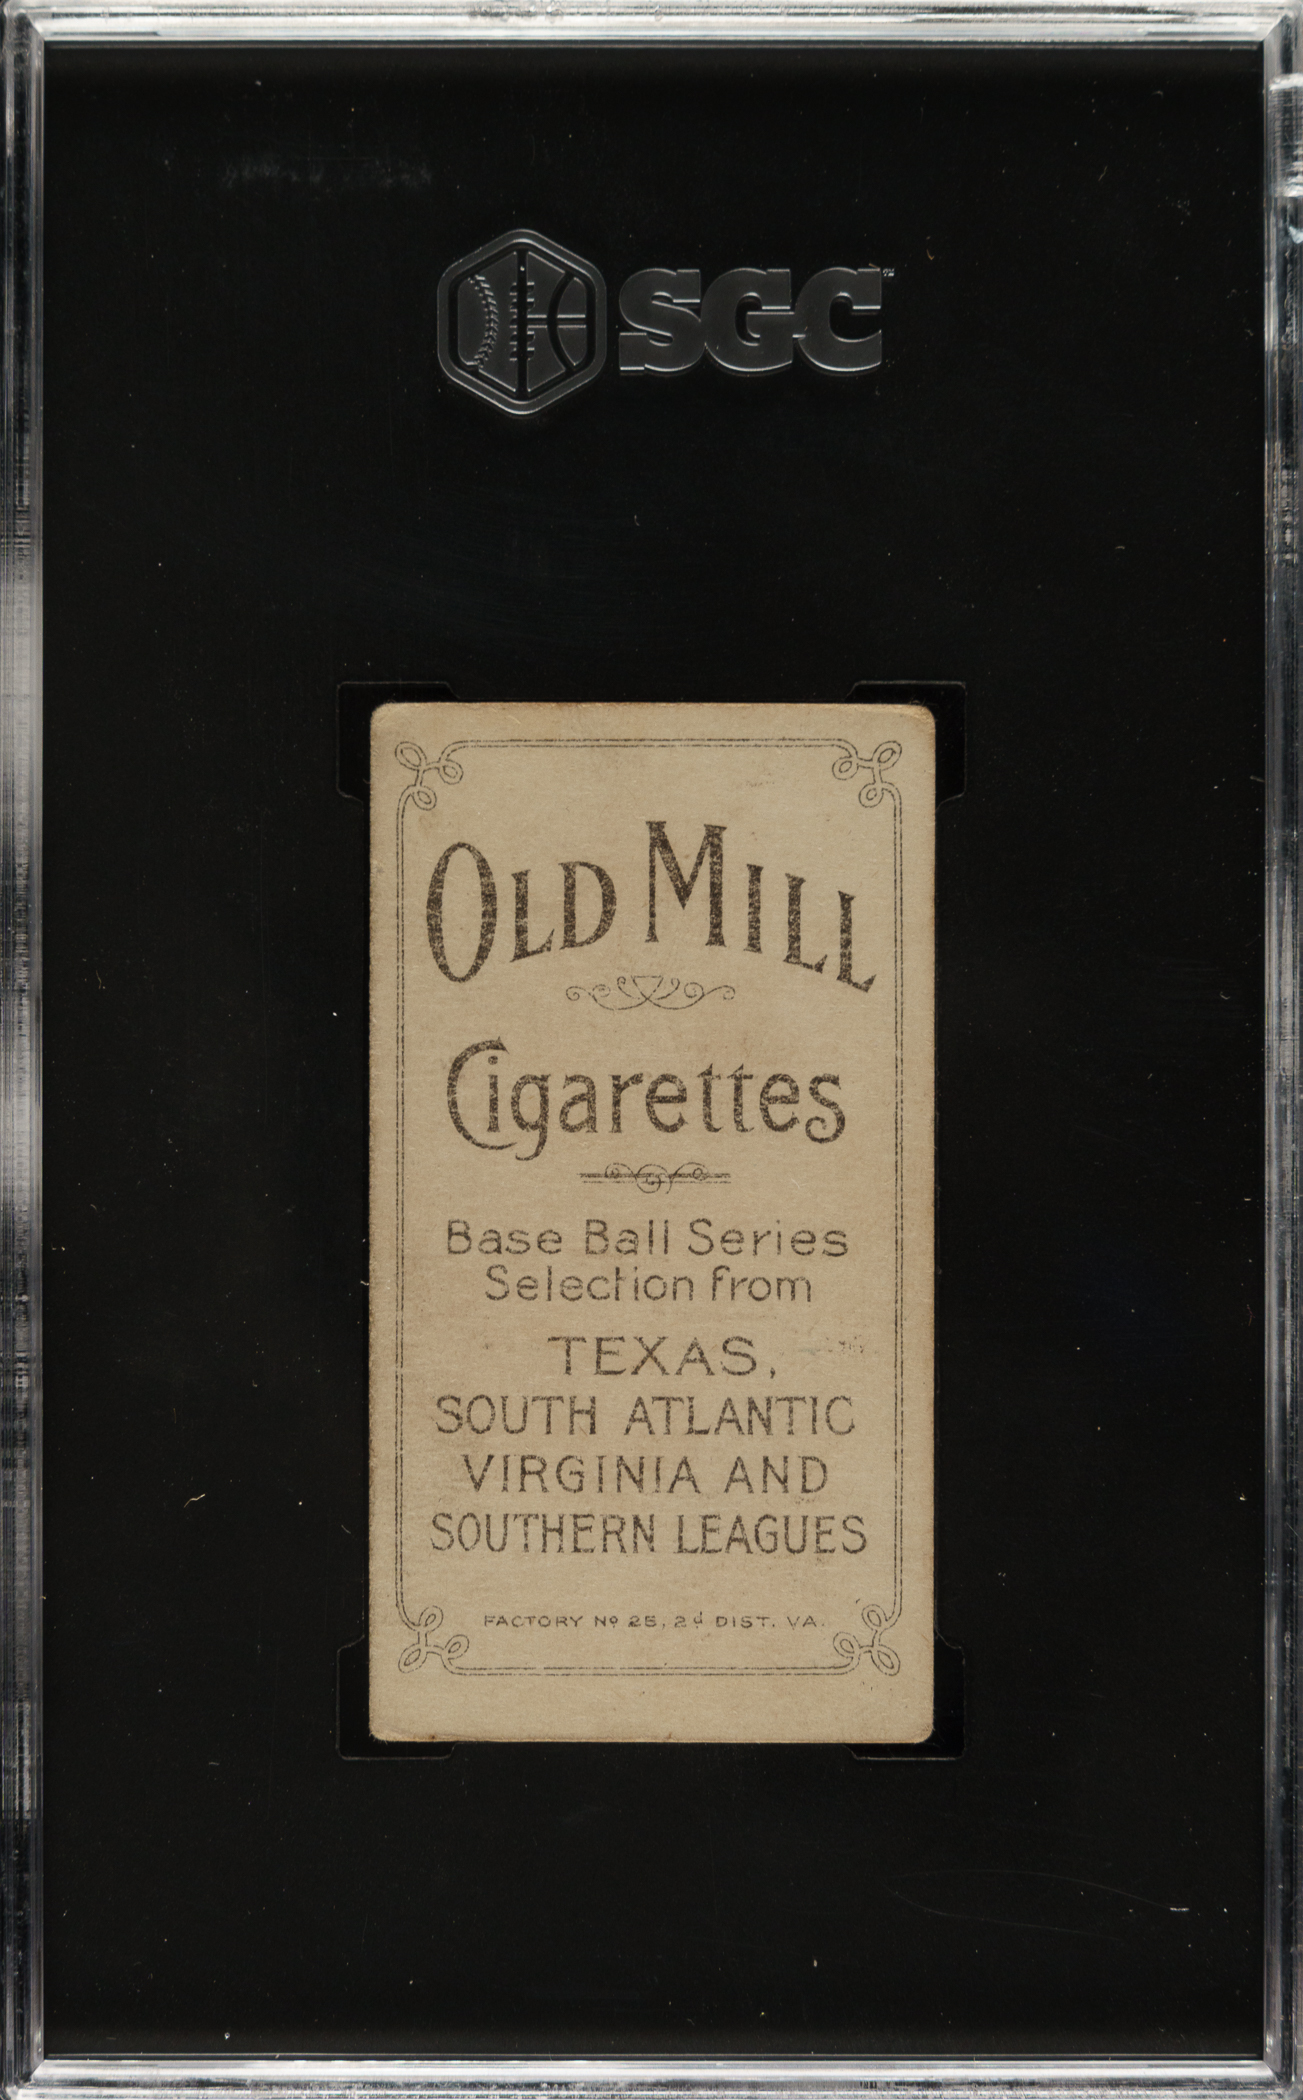 SGC™
OLD MILL
Cigarettes
Base Ball Series
Selection from
TEXAS,
SOUTH ATLANTIC
VIRGINIA AND
SOUTHERN LEAGUES
FACTORY Nº 25, 2d DIST. VA.